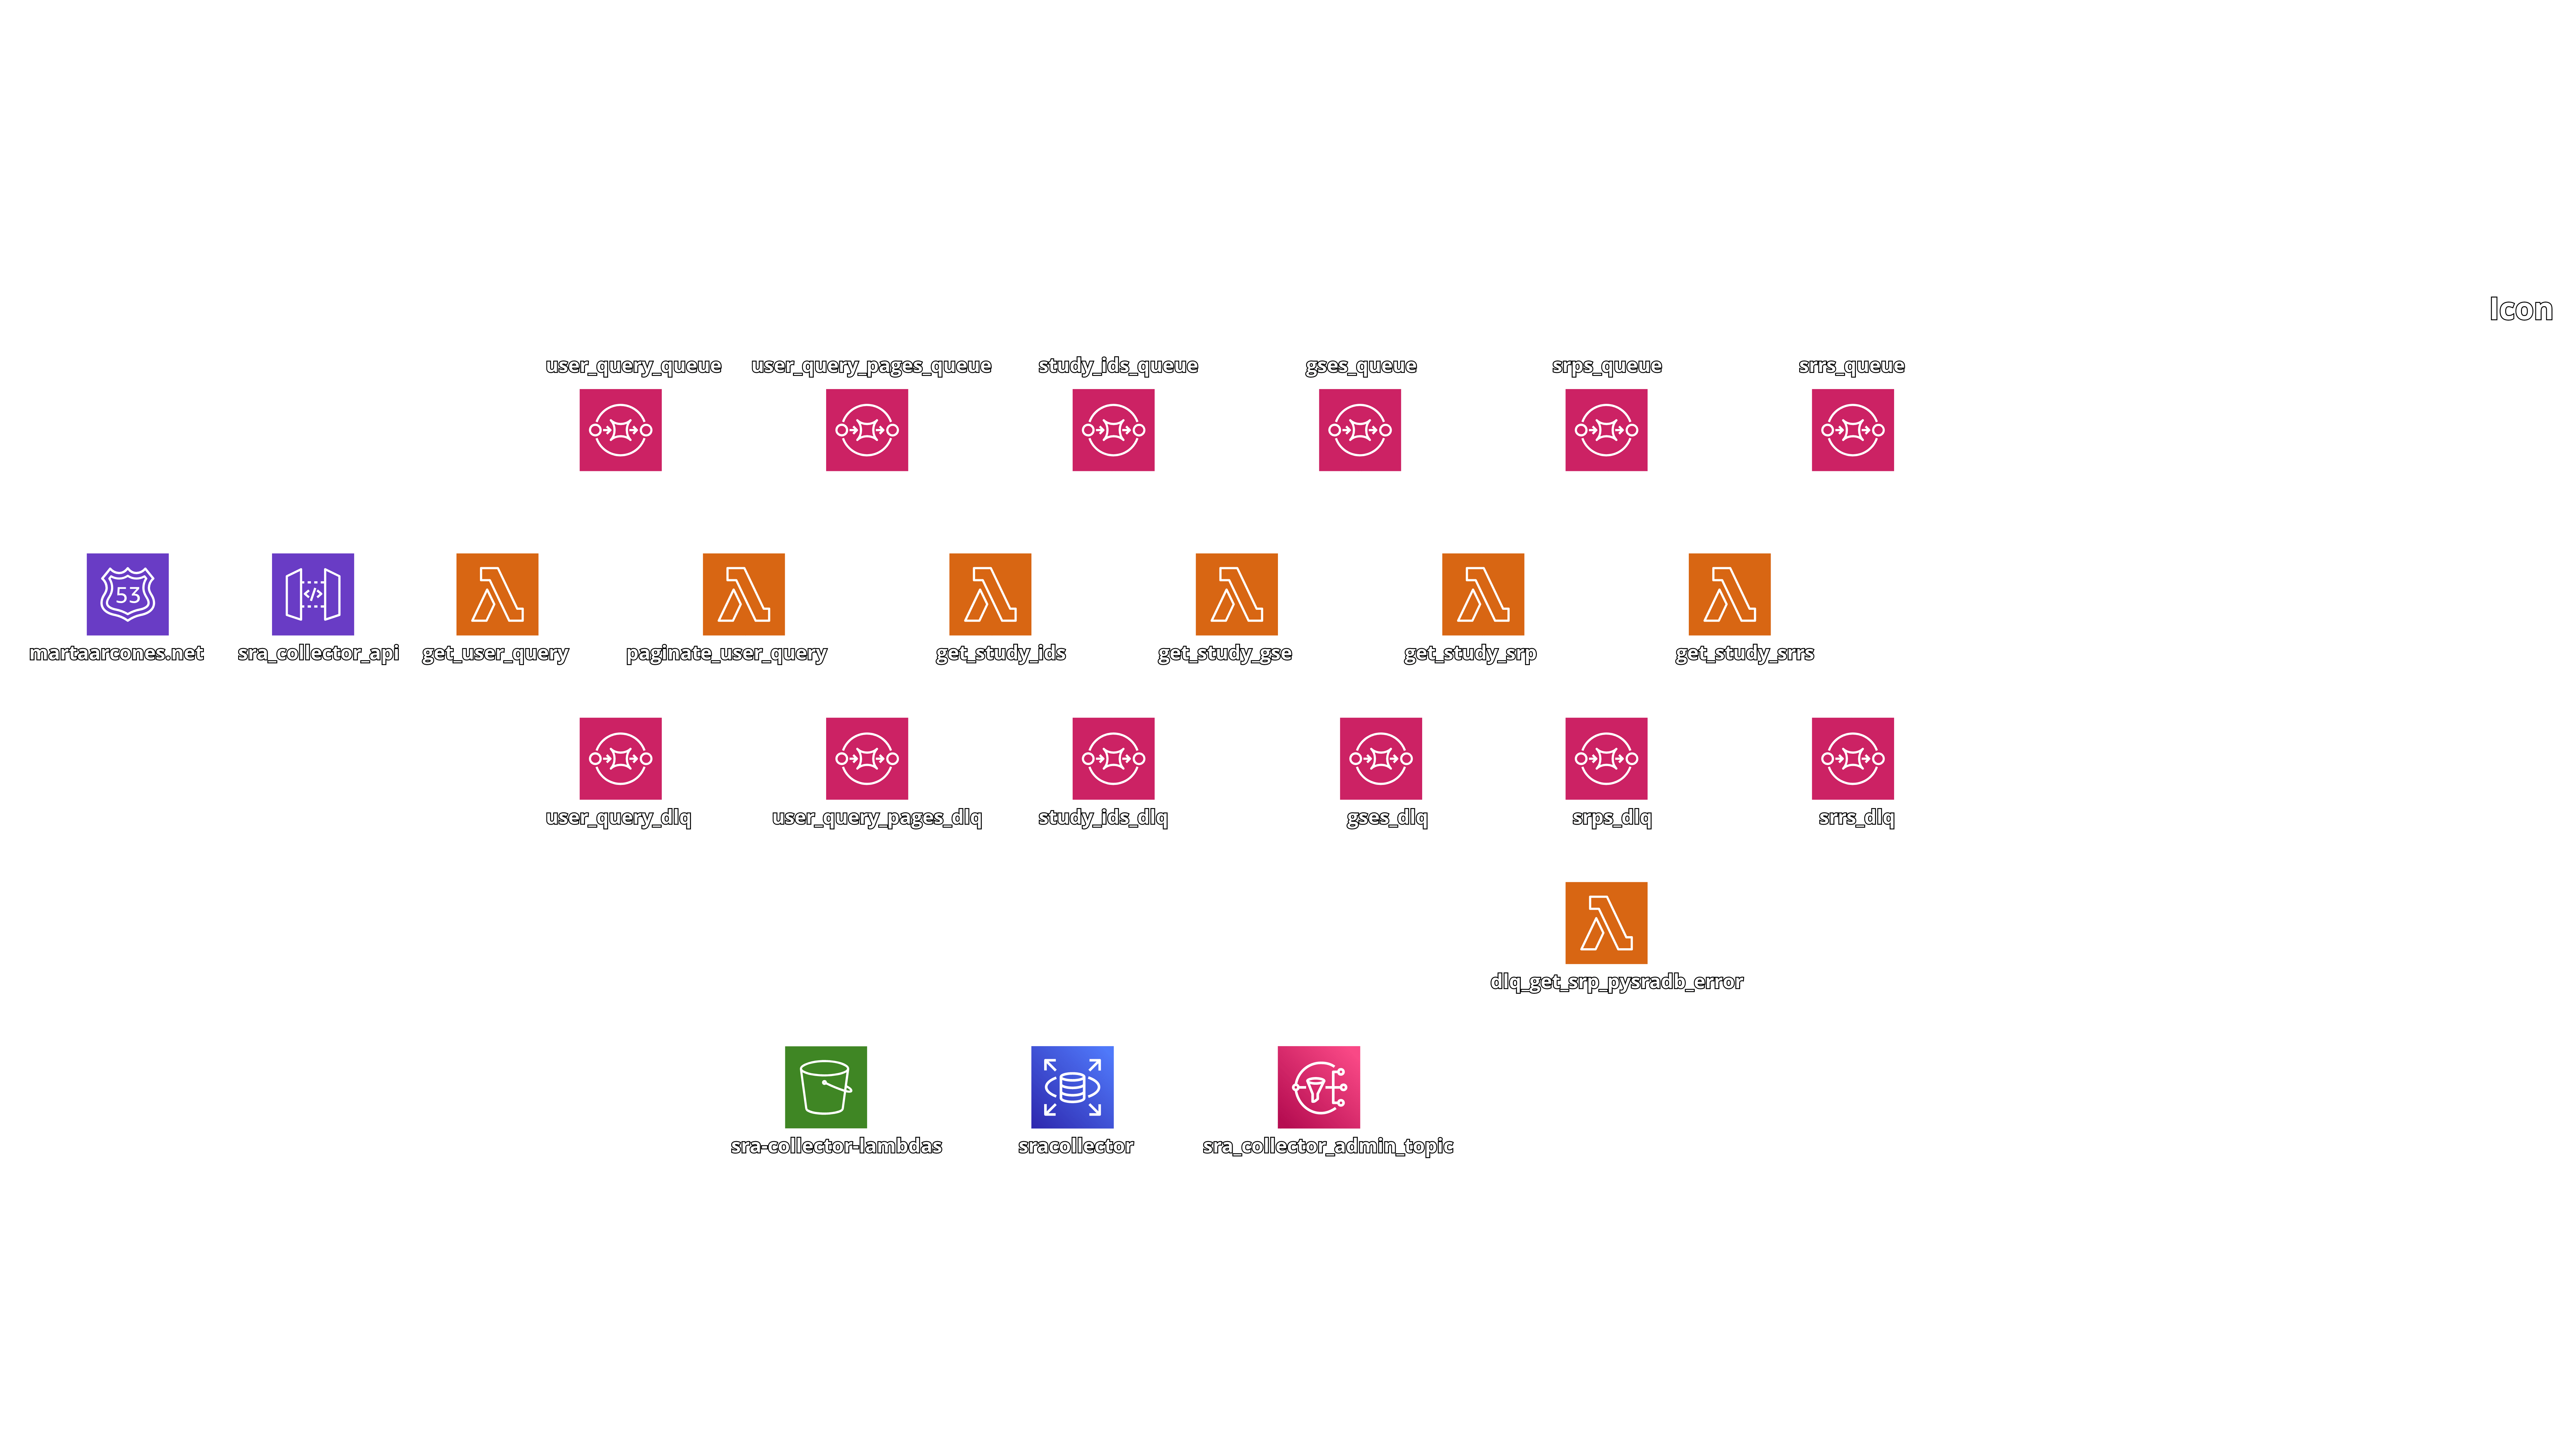 Icon
user_query_queue
user_query_pages_queue
study_ids_queue
gses_queue
srps_queue
srrs_queue
53
martaarcones.net
sra_collector_api
get_user_query
paginate_user_query
get_study_ids
get_study_gse
get_study_srp
get_study_srrs
user_query_dlq
user_query_pages_dlq
study_ids_dlq
gses_dlq
srps_dlq
srrs_dlq
dlq_get_srp_pysradb_error
sra-collector-lambdas
sracollector
sra_collector_admin_topic